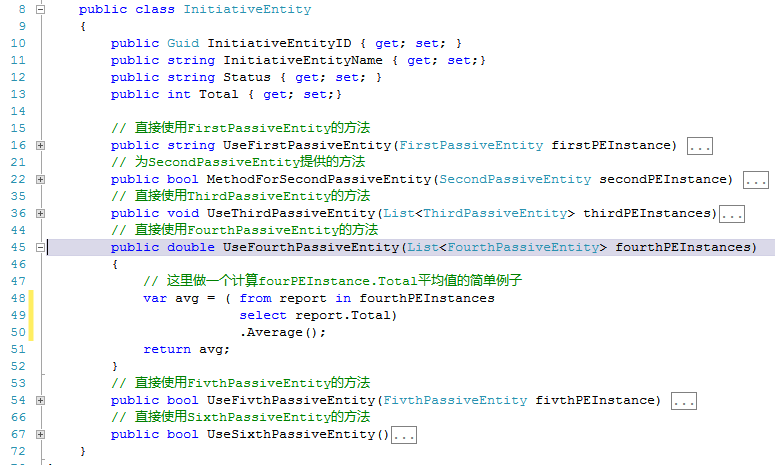 8 public class InitiativeEntity
9 {
10 public Guid InitiativeEntityID { get; set; }
11 public string InitiativeEntityName { get; set;}
12 public string Status { get; set; }
13 public int Total { get; set;}
14
15 // 直接使用FirstPassiveEntity的方法
16 public string UseFirstPassiveEntity(FirstPassiveEntity firstPEInstance) ...
21 // 为SecondPassiveEntity提供的方法
22 public bool MethodForSecondPassiveEntity(SecondPassiveEntity secondPEInstance) ...
35 // 直接使用ThirdPassiveEntity的方法
36 public void UseThirdPassiveEntity(List<ThirdPassiveEntity> thirdPEInstances)...
44 // 直接使用FourthPassiveEntity的方法
45 public double UseFourthPassiveEntity(List<FourthPassiveEntity> fourthPEInstances)
46 {
47 // 这里做一个计算fourPEInstance.Total平均值的简单例子
48 var avg = ( from report in fourthPEInstances
49 select report.Total)
50 .Average();
51 return avg;
52 }
53 // 直接使用FivthPassiveEntity的方法
54 public bool UseFivthPassiveEntity(FivthPassiveEntity fivthPEInstance) ...
66 // 直接使用SixthPassiveEntity的方法
67 public bool UseSixthPassiveEntity()...
72 }